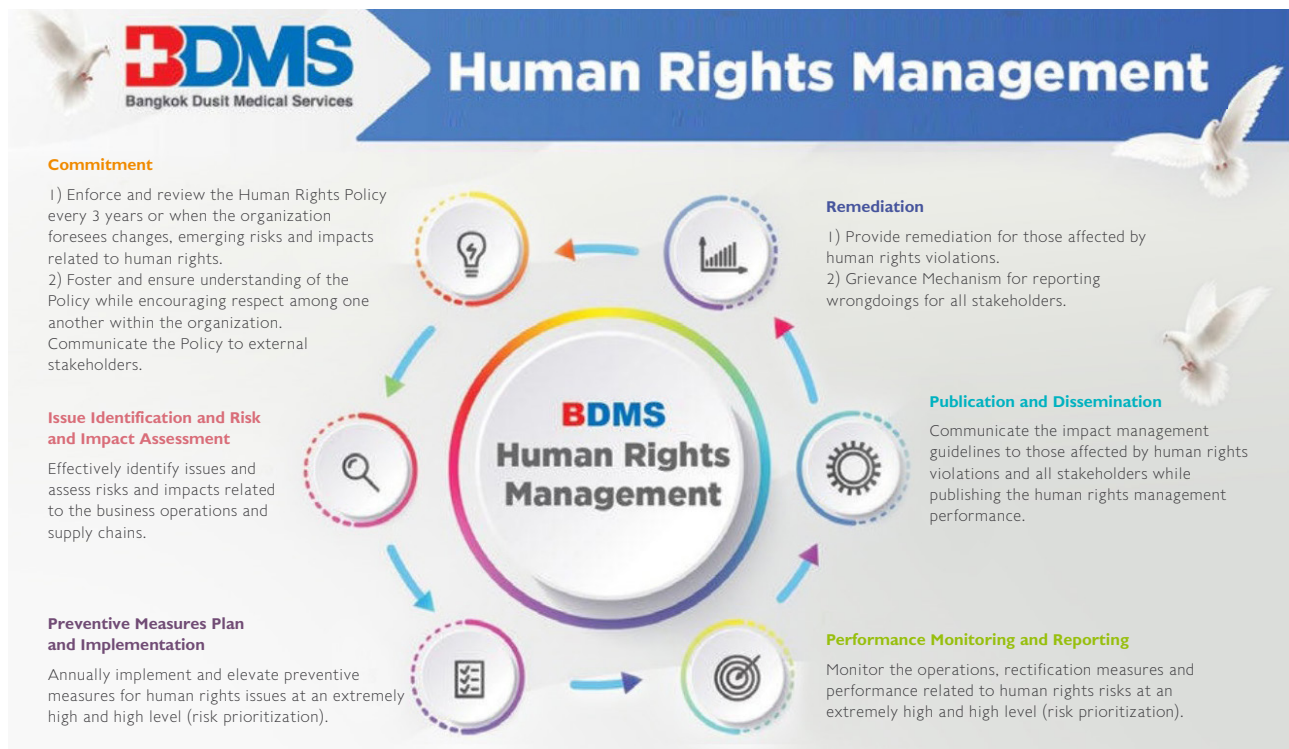 BDMS
Bangkok Dusit Medical Services
Human Rights Management
Commitment
1) Enforce and review the Human Rights Policy
every 3 years or when the organization
foresees changes, emerging risks and impacts
related to human rights.
2) Foster and ensure understanding of the
Policy while encouraging respect among one
another within the organization.
Communicate the Policy to external
stakeholders.
Issue Identification and Risk
and Impact Assessment
Effectively identify issues and
assess risks and impacts related
to the business operations and
supply chains.
Preventive Measures Plan
and Implementation
Annually implement and elevate preventive
measures for human rights issues at an extremely
high and high level (risk prioritization).
BDMS
Human Rights
Management
Remediation
1) Provide remediation for those affected by
human rights violations.
2) Grievance Mechanism for reporting
wrongdoings for all stakeholders.
Publication and Dissemination
Communicate the impact management
guidelines to those affected by human rights
violations and all stakeholders while
publishing the human rights management
performance.
Performance Monitoring and Reporting
Monitor the operations, rectification measures and
performance related to human rights risks at an
extremely high and high level (risk prioritization).